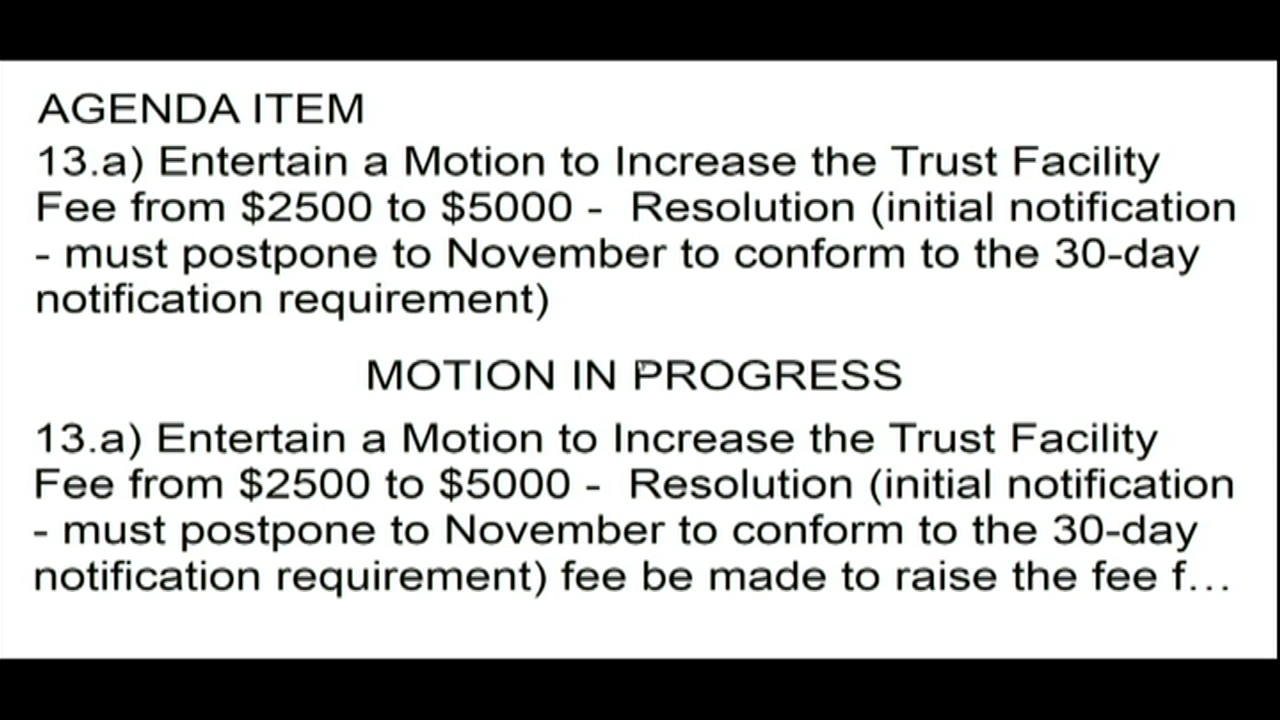 AGENDA ITEM
13.a) Entertain a Motion to Increase the Trust Facility
Fee from $2500 to $5000 -  Resolution (initial notification
- must postpone to November to conform to the 30-day
notification requirement)
MOTION IN PROGRESS
13.a) Entertain a Motion to Increase the Trust Facility
Fee from $2500 to $5000 -  Resolution (initial notification
- must postpone to November to conform to the 30-day
notification requirement) fee be made to raise the fee f...